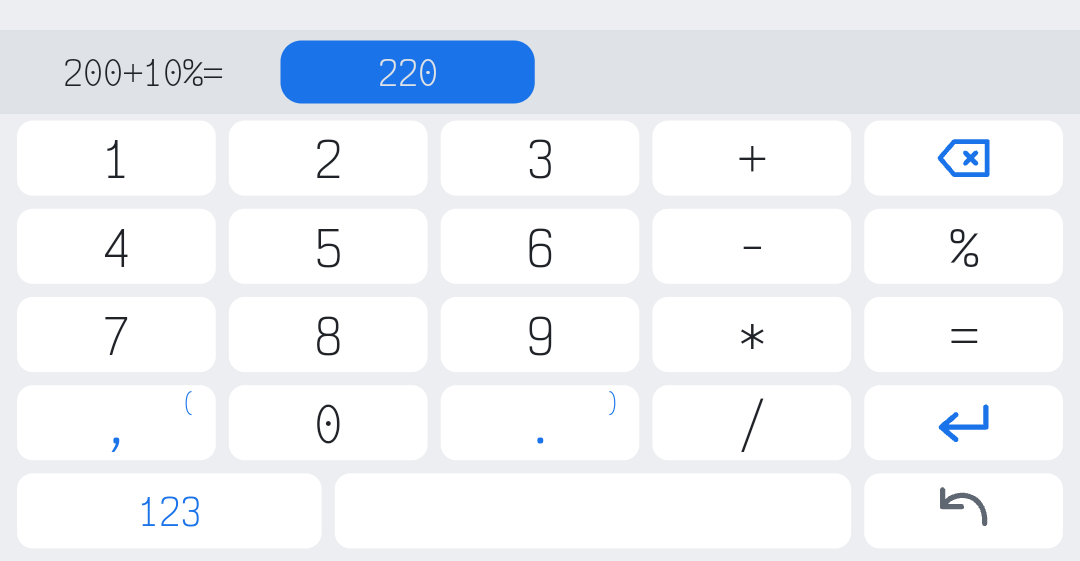 200+10%= 220
1 2 3 +
4 5 6 - %
7 8 9 * =
, ( 0 . ) /
123